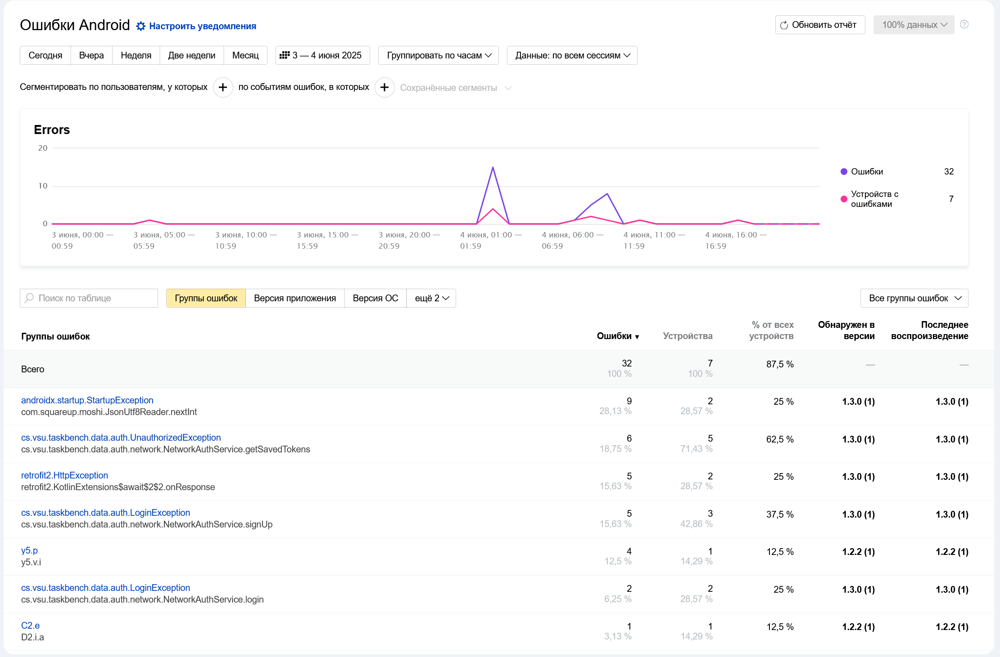 Ошибки Android Настроить уведомления Обновить отчёт 100% данных ?
Сегодня Вчера Неделя Две недели Месяц 3 — 4 июня 2025 Группировать по часам Данные: по всем сессиям
Сегментировать по пользователям, у которых + по событиям ошибок, в которых + Сохранённые сегменты
Errors
20
10
0
3 июня, 00:00 —
00:59
3 июня, 05:00 —
05:59
3 июня, 10:00 —
10:59
3 июня, 15:00 —
15:59
3 июня, 20:00 —
20:59
4 июня, 01:00 —
01:59
4 июня, 06:00 —
06:59
4 июня, 11:00 —
11:59
4 июня, 16:00 —
16:59
Ошибки 32
Устройств с
ошибками 7
Поиск по таблице Группы ошибок Версия приложения Версия ОС ещё 2 Все группы ошибок
Группы ошибок Ошибки ▼ Устройства
% от всех
устройств
Обнаружен в
версии
Последнее
воспроизведение
Всего 32 7 87,5 % — —
100 % 100 %
androidx.startup.StartupException 9 2 25 % 1.3.0 (1) 1.3.0 (1)
com.squareup.moshi.JsonUtf8Reader.nextInt 28,13 % 28,57 %
cs.vsu.taskbench.data.auth.UnauthorizedException 6 5 62,5 % 1.3.0 (1) 1.3.0 (1)
cs.vsu.taskbench.data.auth.network.NetworkAuthService.getSavedTokens 18,75 % 71,43 %
retrofit2.HttpException 5 2 25 % 1.3.0 (1) 1.3.0 (1)
retrofit2.KotlinExtensions$await$2$2.onResponse 15,63 % 28,57 %
cs.vsu.taskbench.data.auth.LoginException 5 3 37,5 % 1.3.0 (1) 1.3.0 (1)
cs.vsu.taskbench.data.auth.network.NetworkAuthService.signUp 15,63 % 42,86 %
y5.p 4 1 12,5 % 1.2.2 (1) 1.2.2 (1)
y5.v.i 12,5 % 14,29 %
cs.vsu.taskbench.data.auth.LoginException 2 2 25 % 1.3.0 (1) 1.3.0 (1)
cs.vsu.taskbench.data.auth.network.NetworkAuthService.login 6,25 % 28,57 %
C2.e 1 1 12,5 % 1.2.2 (1) 1.2.2 (1)
D2.i.a 3,13 % 14,29 %